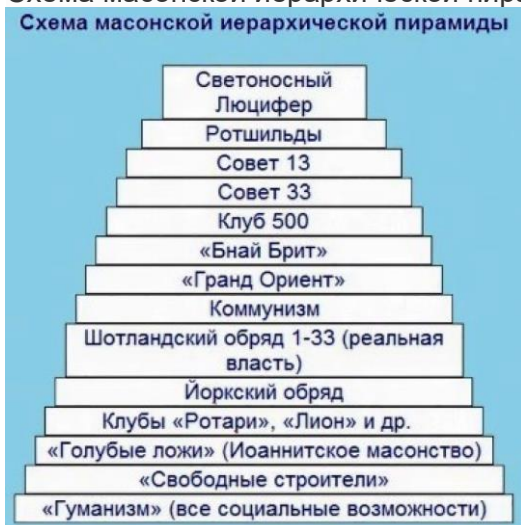 Схема масонской иерархической пирамиды
Светоносный
Люцифер
Ротшильды
Совет 13
Совет 33
Клуб 500
«Бнай Брит»
«Гранд Ориент»
Коммунизм
Шотландский обряд 1-33 (реальная
власть)
Йоркский обряд
Клубы «Ротари», «Лион» и др.
«Голубые ложи» (Иоаннитское масонство)
«Свободные строители»
«Гуманизм» (все социальные возможности)